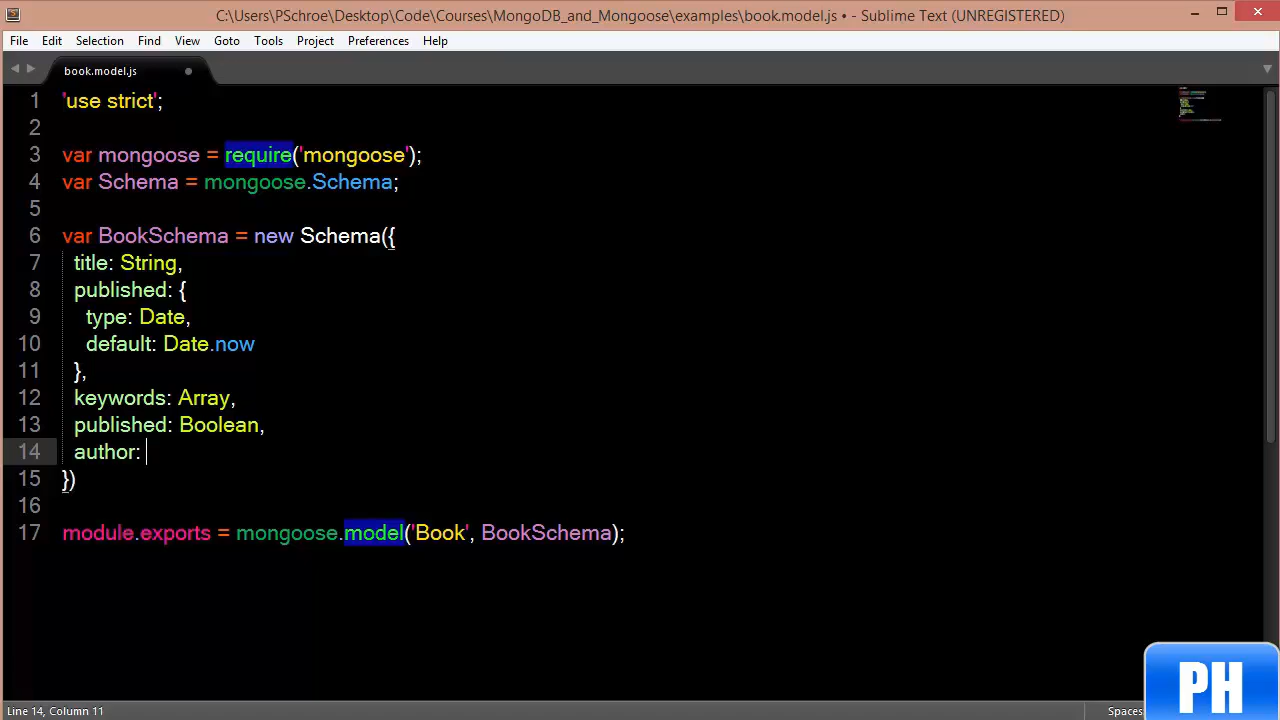 C:\Users\PSchroe\Desktop\Code\Courses\MongoDB_and_Mongoose\examples\book.model.js • - Sublime Text (UNREGISTERED)
File Edit Selection Find View Goto Tools Project Preferences Help
book.model.js
1 'use strict';
2
3 var mongoose = require('mongoose');
4 var Schema = mongoose.Schema;
5
6 var BookSchema = new Schema({
7 title: String,
8 published: {
9 type: Date,
10 default: Date.now
11 },
12 keywords: Array,
13 published: Boolean,
14 author:
15 })
16
17 module.exports = mongoose.model('Book', BookSchema);
PH
Line 14, Column 11 Spaces